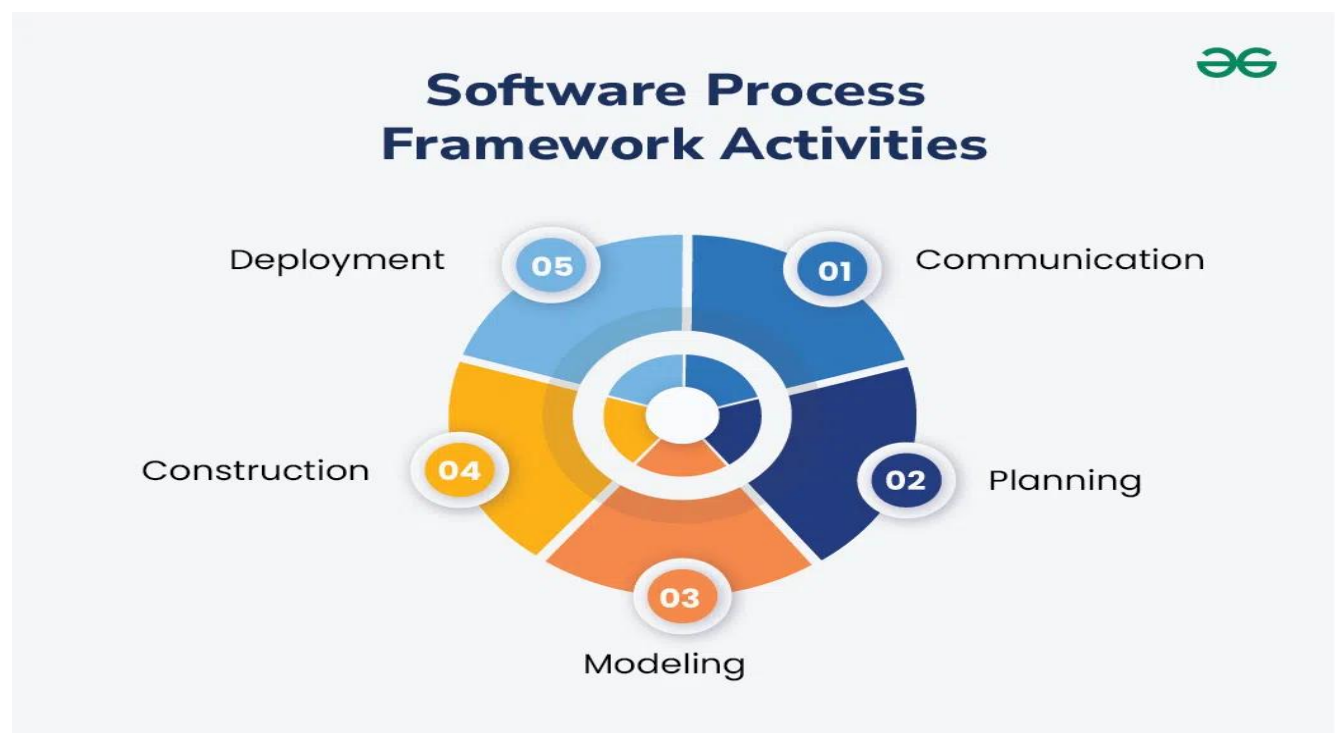 Software Process
Framework Activities
01
Communication
02
Planning
03
Modeling
04
Construction
05
Deployment